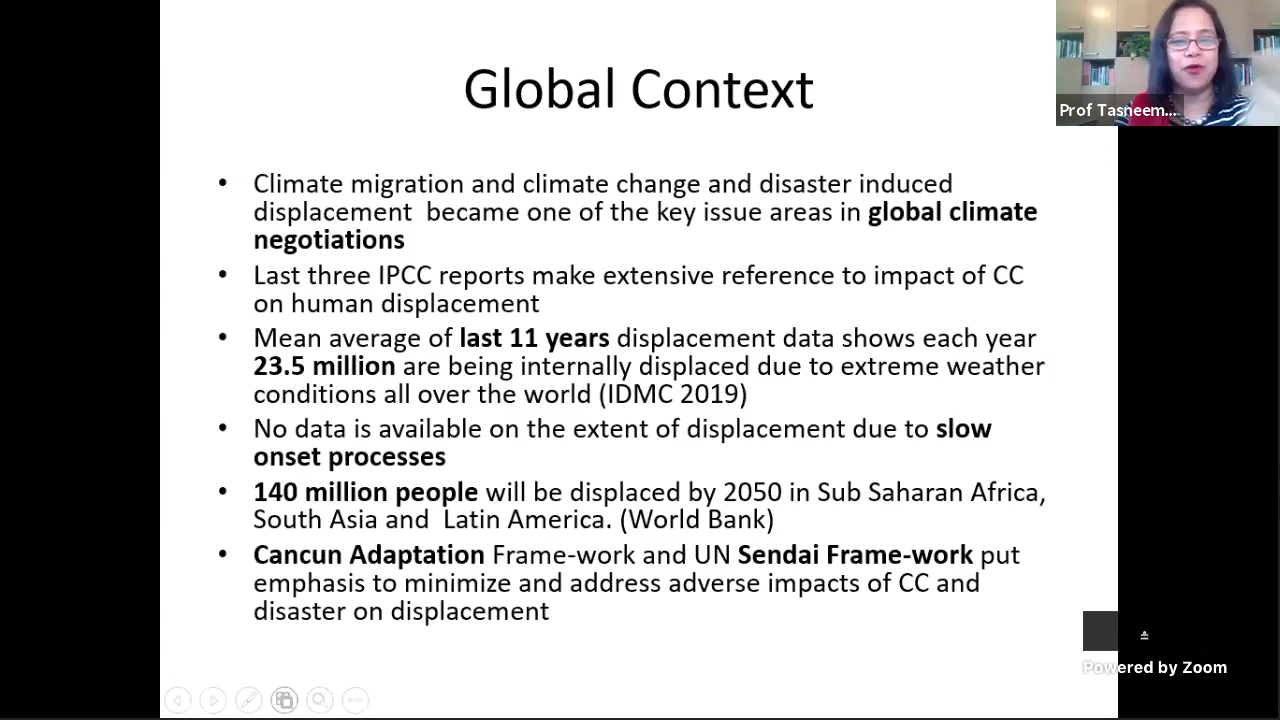 Global Context
Prof Tasneem...
• Climate migration and climate change and disaster induced
displacement  became one of the key issue areas in global climate
negotiations
• Last three IPCC reports make extensive reference to impact of CC
on human displacement
• Mean average of last 11 years displacement data shows each year
23.5 million are being internally displaced due to extreme weather
conditions all over the world (IDMC 2019)
• No data is available on the extent of displacement due to slow
onset processes
• 140 million people will be displaced by 2050 in Sub Saharan Africa,
South Asia and  Latin America. (World Bank)
• Cancun Adaptation Frame-work and UN Sendai Frame-work put
emphasis to minimize and address adverse impacts of CC and
disaster on displacement
Powered by Zoom